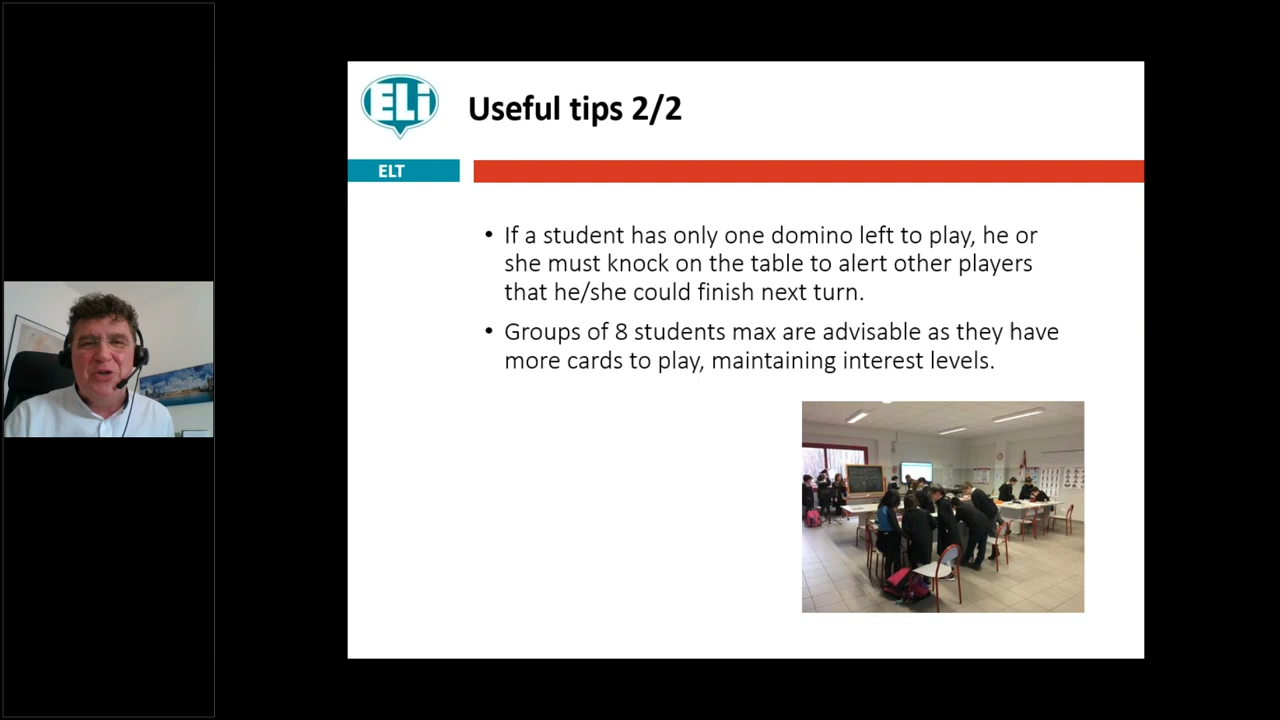 ELi
Useful tips 2/2
ELT
• If a student has only one domino left to play, he or
she must knock on the table to alert other players
that he/she could finish next turn.
• Groups of 8 students max are advisable as they have
more cards to play, maintaining interest levels.